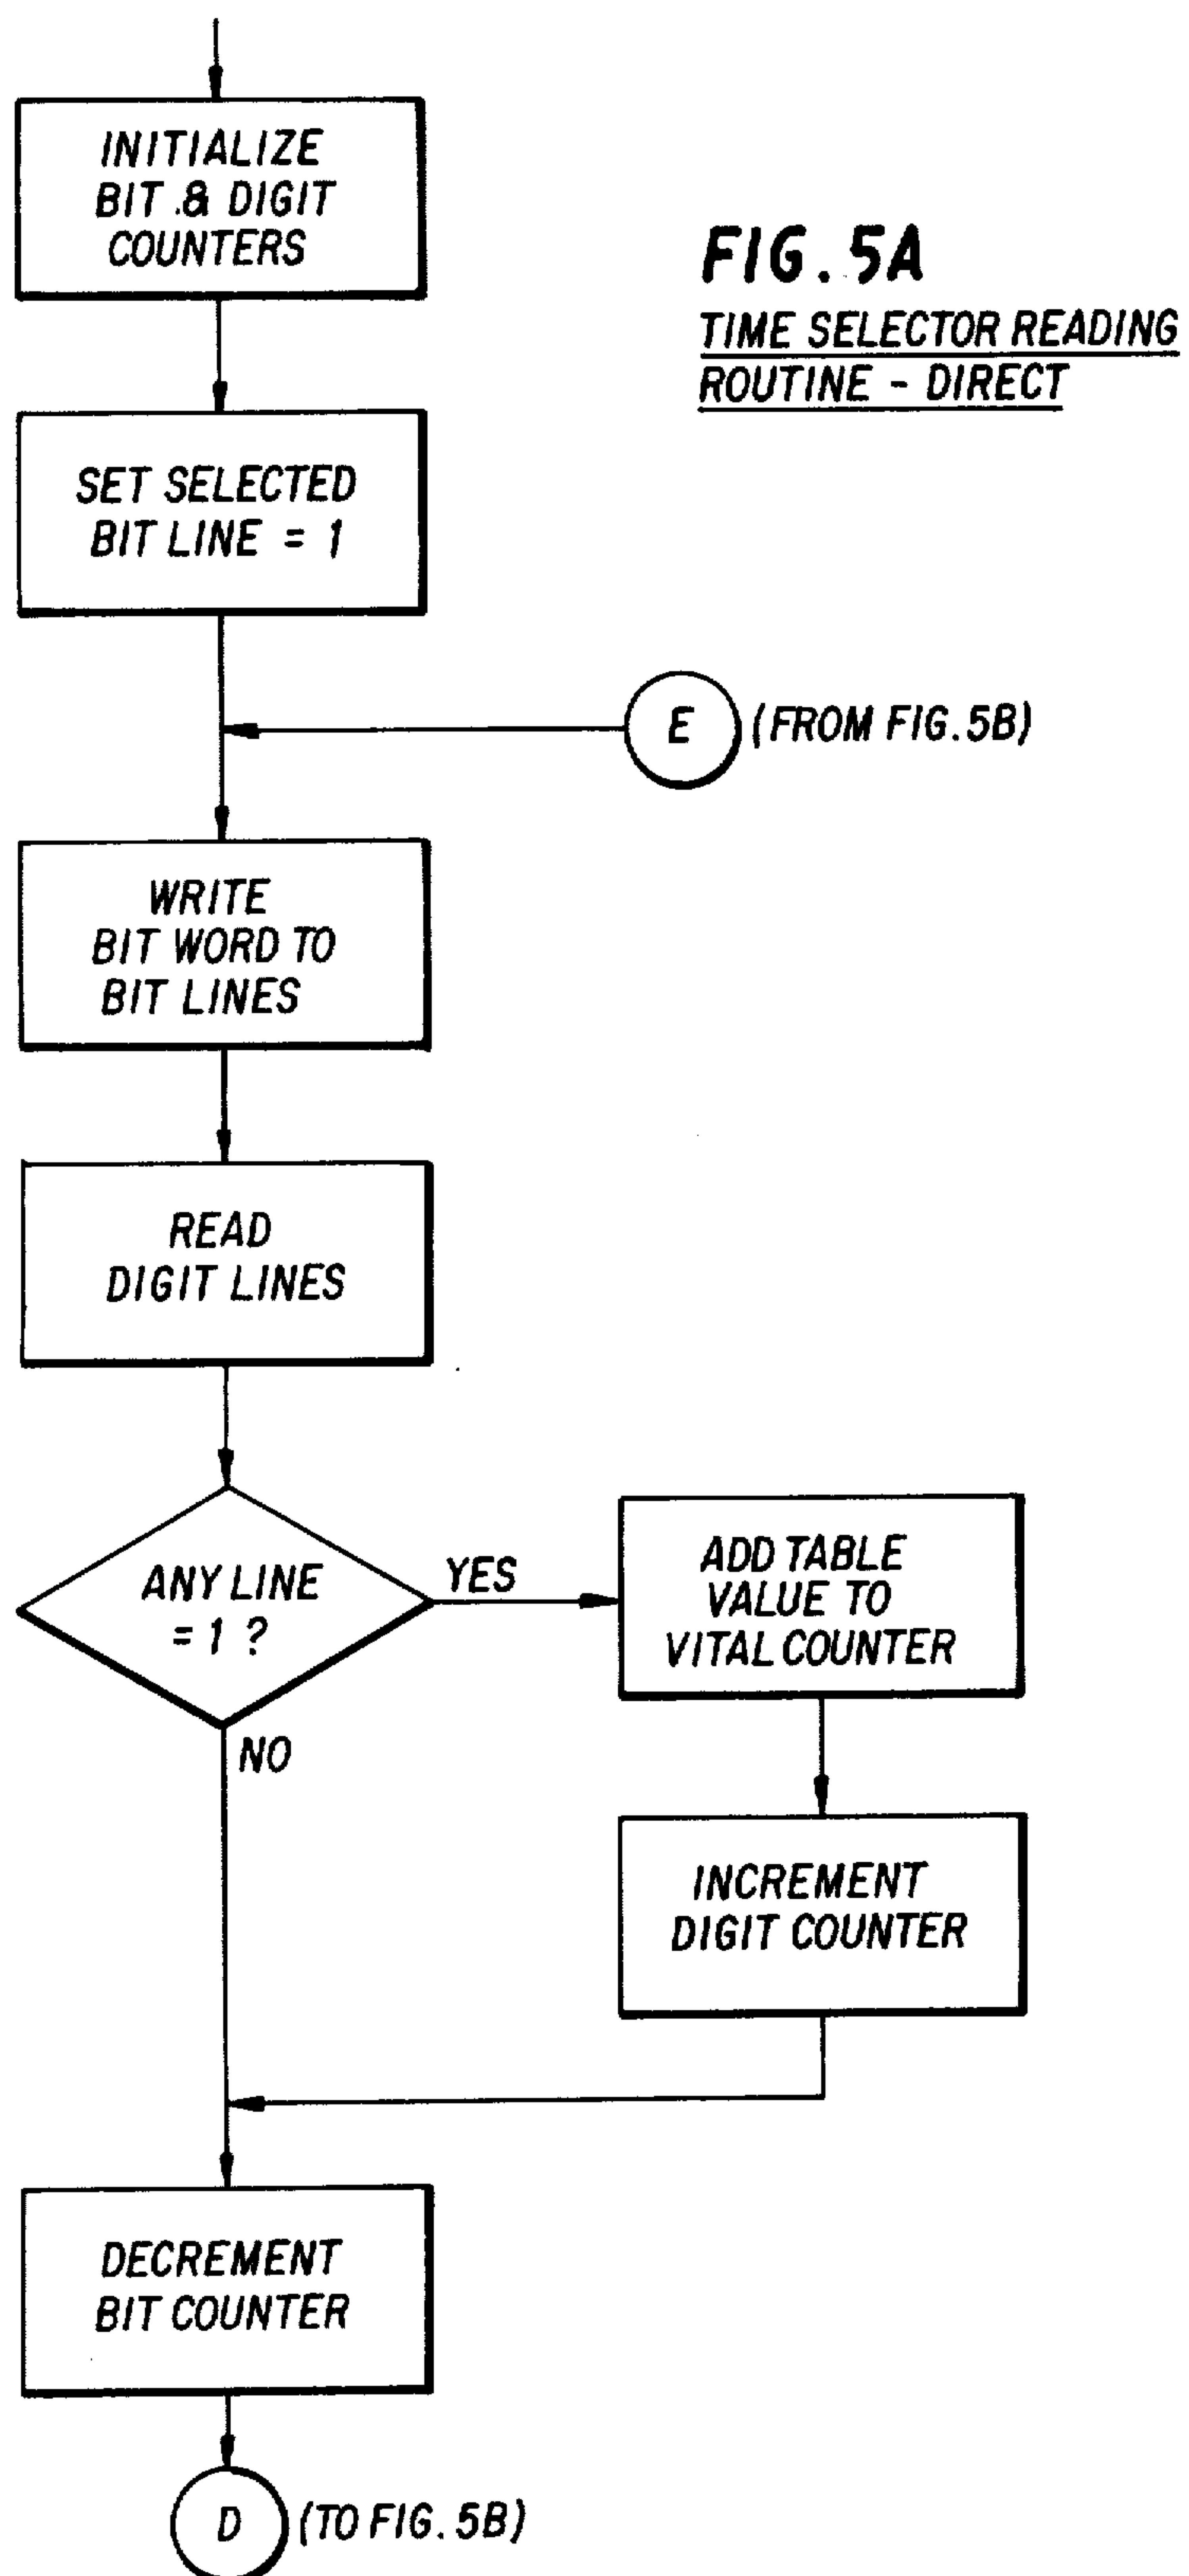 INITIALIZE
BIT & DIGIT
COUNTERS
FIG. 5A
TIME SELECTOR READING
ROUTINE - DIRECT
SET SELECTED
BIT LINE = 1
E (FROM FIG. 5B)
WRITE
BIT WORD TO
BIT LINES
READ
DIGIT LINES
ANY LINE
= 1 ?
YES
NO
ADD TABLE
VALUE TO
VITAL COUNTER
INCREMENT
DIGIT COUNTER
DECREMENT
BIT COUNTER
D (TO FIG. 5B)